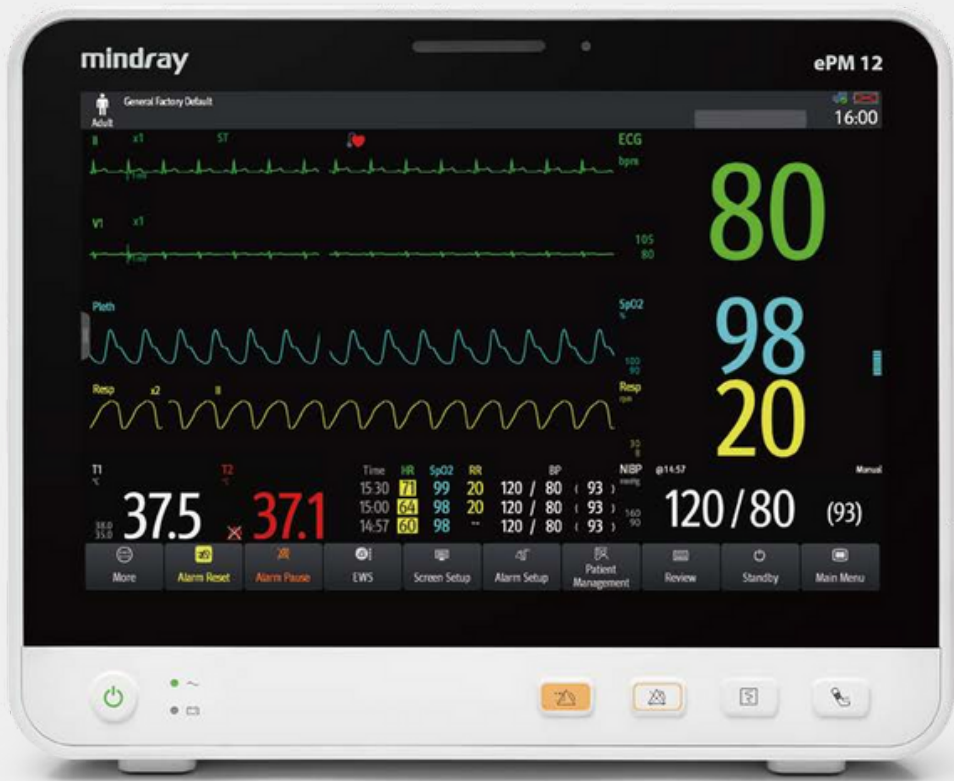 mindray
ePM 12
General Factory Default
Adult
16:00
II x1 ST
ECG
bpm
80
V1 x1
105
80
Pleth
SpO2
%
98
100
90
Resp x2 II
Resp
rpm
20
30
8
T1
°C
37.5
38.0
35.0
T2
°C
37.1
Time HR SpO2 RR BP
15:30 71 99 20 120 / 80 ( 93 )
15:00 64 98 20 120 / 80 ( 93 )
14:57 60 98 -- 120 / 80 ( 93 )
NIBP @14:57 Manual
mmHg
160
90
120/80 (93)
More
Alarm Reset
Alarm Pause
EWS
Screen Setup
Alarm Setup
Patient
Management
Review
Standby
Main Menu